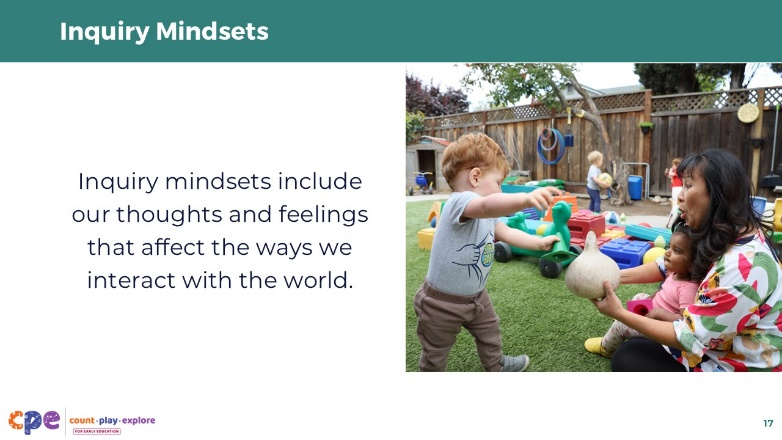 Inquiry Mindsets
Inquiry mindsets include
our thoughts and feelings
that affect the ways we
interact with the world.
cpe
count·play·explore
FOR EARLY EDUCATION
17